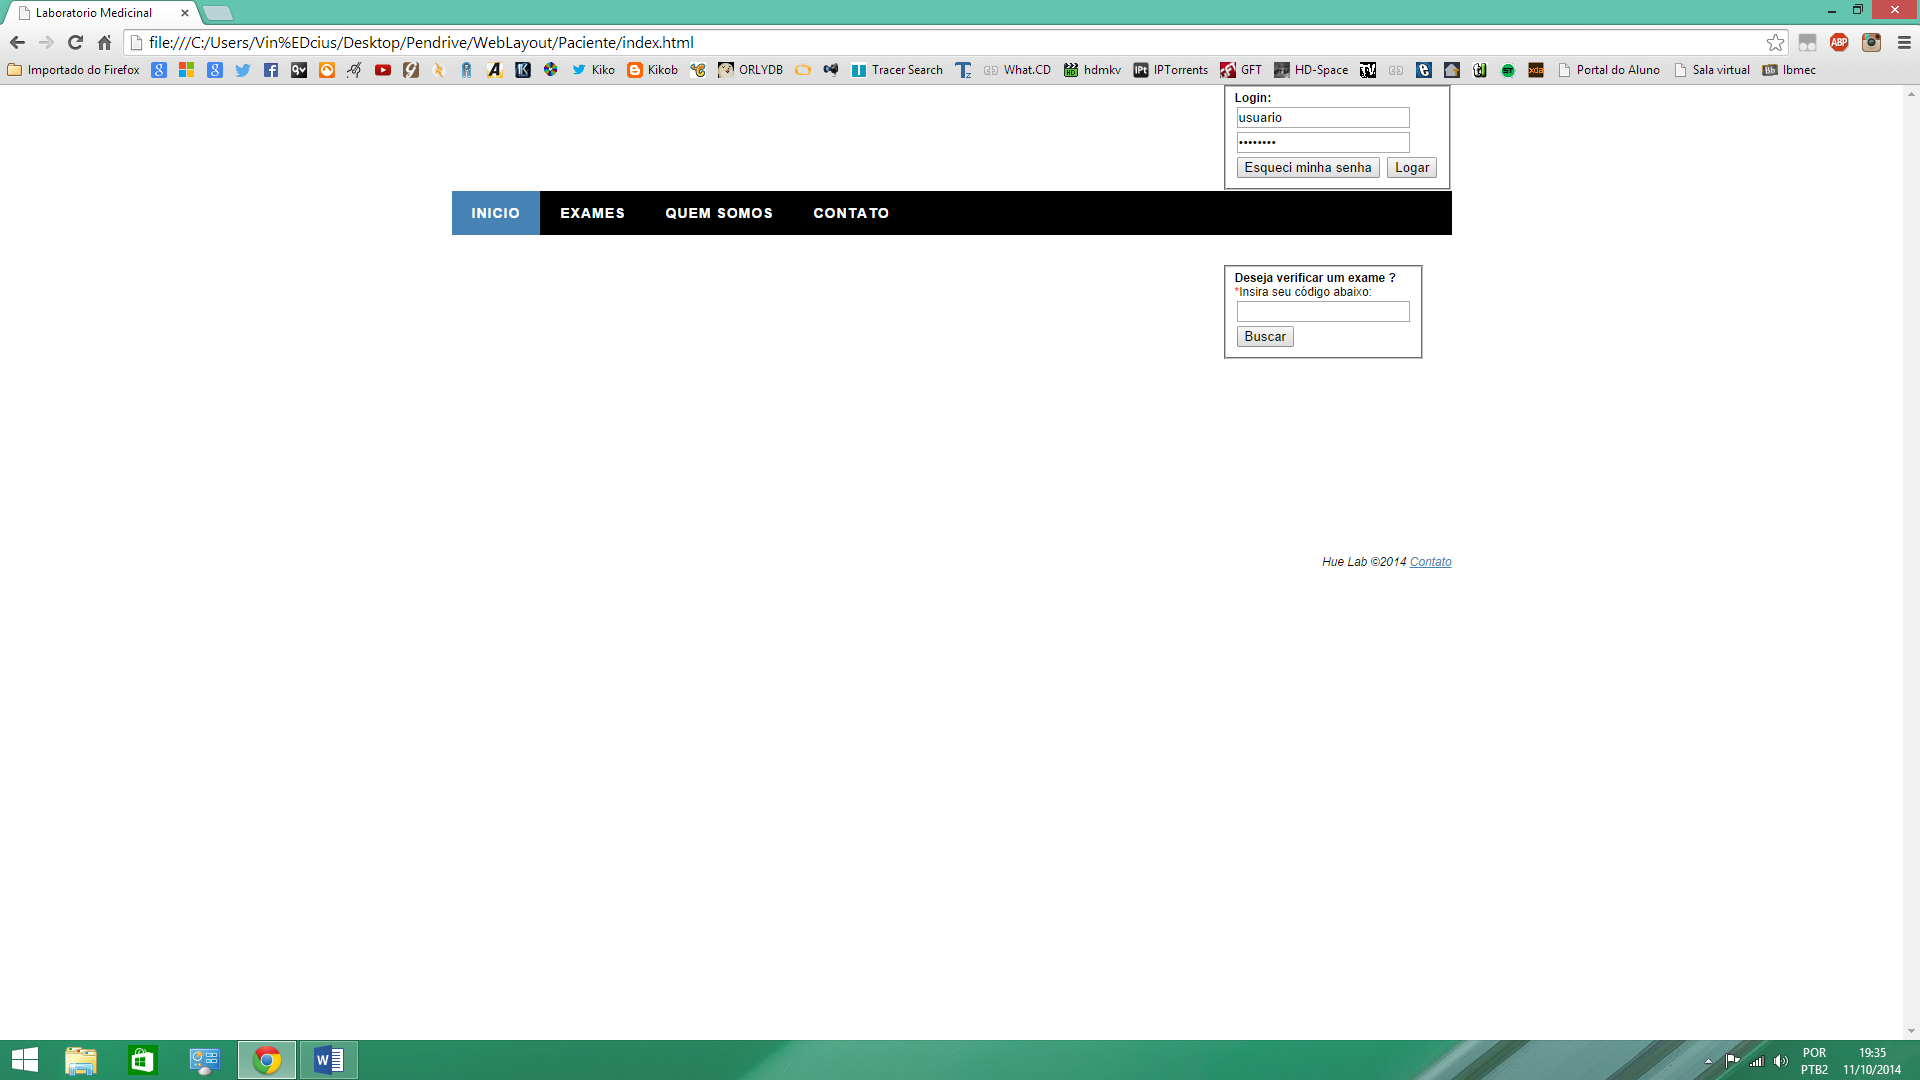 Laboratorio Medicinal
file:///C:/Users/Vin%EDcius/Desktop/Pendrive/WebLayout/Paciente/index.html
ABP
Importado do Firefox Kiko Kikob ORLYDB Tracer Search What.CD hdmkv IPTorrents GFT HD-Space Portal do Aluno Sala virtual Ibmec
Login:
usuario
••••••••
Esqueci minha senha Logar
INICIO EXAMES QUEM SOMOS CONTATO
Deseja verificar um exame ?
*Insira seu código abaixo:
Buscar
Hue Lab ©2014 Contato
POR 19:35
PTB2 11/10/2014